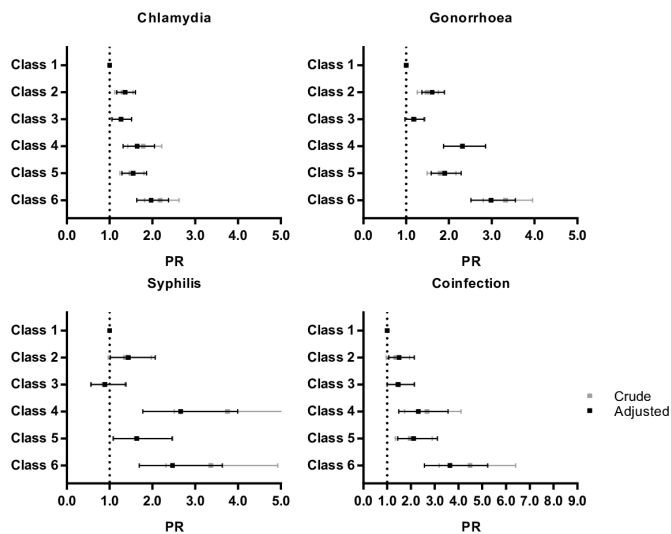 Chlamydia
Class 1
Class 2
Class 3
Class 4
Class 5
Class 6
0.0 1.0 2.0 3.0 4.0 5.0
PR
Gonorrhoea
Class 1
Class 2
Class 3
Class 4
Class 5
Class 6
0.0 1.0 2.0 3.0 4.0 5.0
PR
Syphilis
Class 1
Class 2
Class 3
Class 4
Class 5
Class 6
0.0 1.0 2.0 3.0 4.0 5.0
PR
Coinfection
Class 1
Class 2
Class 3
Class 4
Class 5
Class 6
0.0 1.0 2.0 3.0 4.0 5.0 6.0 7.0 8.0 9.0
PR
Crude
Adjusted